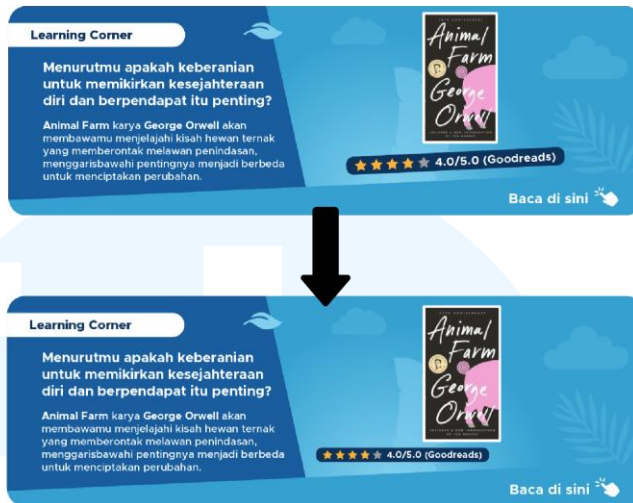 Learning Corner
Menurutmu apakah keberanian
untuk memikirkan kesejahteraan
diri dan berpendapat itu penting?
Animal Farm karya George Orwell akan
membawamu menjelajahi kisah hewan ternak
yang memberontak melawan penindasan,
menggarisbawahi pentingnya menjadi berbeda
untuk menciptakan perubahan.
Animal
Farm
George
Orwell
4.0/5.0 (Goodreads)
Baca di sini
Learning Corner
Menurutmu apakah keberanian
untuk memikirkan kesejahteraan
diri dan berpendapat itu penting?
Animal Farm karya George Orwell akan
membawamu menjelajahi kisah hewan ternak
yang memberontak melawan penindasan,
menggarisbawahi pentingnya menjadi berbeda
untuk menciptakan perubahan.
Animal
Farm
George
Orwell
4.0/5.0 (Goodreads)
Baca di sini